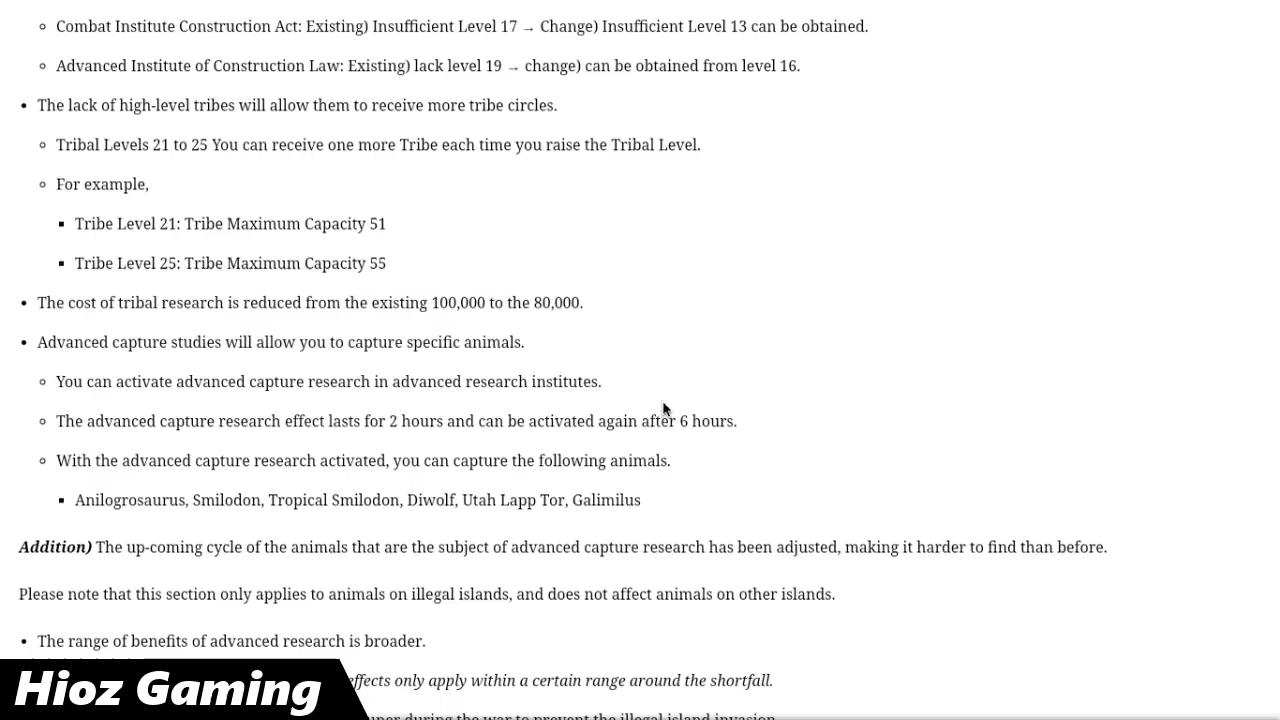 Combat Institute Construction Act: Existing) Insufficient Level 17 → Change) Insufficient Level 13 can be obtained.
Advanced Institute of Construction Law: Existing) lack level 19 → change) can be obtained from level 16.
The lack of high-level tribes will allow them to receive more tribe circles.
Tribal Levels 21 to 25 You can receive one more Tribe each time you raise the Tribal Level.
For example,
Tribe Level 21: Tribe Maximum Capacity 51
Tribe Level 25: Tribe Maximum Capacity 55
The cost of tribal research is reduced from the existing 100,000 to the 80,000.
Advanced capture studies will allow you to capture specific animals.
You can activate advanced capture research in advanced research institutes.
The advanced capture research effect lasts for 2 hours and can be activated again after 6 hours.
With the advanced capture research activated, you can capture the following animals.
Anilogrosaurus, Smilodon, Tropical Smilodon, Diwolf, Utah Lapp Tor, Galimilus
Addition) The up-coming cycle of the animals that are the subject of advanced capture research has been adjusted, making it harder to find than before.
Please note that this section only applies to animals on illegal islands, and does not affect animals on other islands.
The range of benefits of advanced research is broader.
effects only apply within a certain range around the shortfall.
during the war to prevent the illegal island invasion
Hioz Gaming